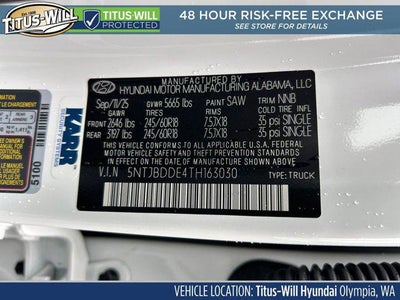 TITUS-WILL
TITUS-WILL
PROTECTED
48 HOUR RISK-FREE EXCHANGE
SEE STORE FOR DETAILS
MANUFACTURED BY
HYUNDAI MOTOR MANUFACTURING ALABAMA, LLC
Sep/11/25 GVWR 5665 lbs PAINT SAW TRIM NNB
GAWR TIRES RIMS COLD TIRE INFL
FRONT 2646 lbs 245/60R18 7.5JX18 35 psi SINGLE
REAR 3197 lbs 245/60R18 7.5JX18 35 psi SINGLE
THIS VEHICLE CONFORMS TO ALL APPLICABLE
U.S. FEDERAL MOTOR VEHICLE SAFETY AND
THEFT PREVENTION STANDARDS IN EFFECT ON THE
DATE OF MANUFACTURE SHOWN ABOVE.
V.I.N 5NTJBDDE4TH163030
TYPE: TRUCK
KARR
SECURITY SYSTEMS
5100
VEHICLE LOCATION: Titus-Will Hyundai Olympia, WA